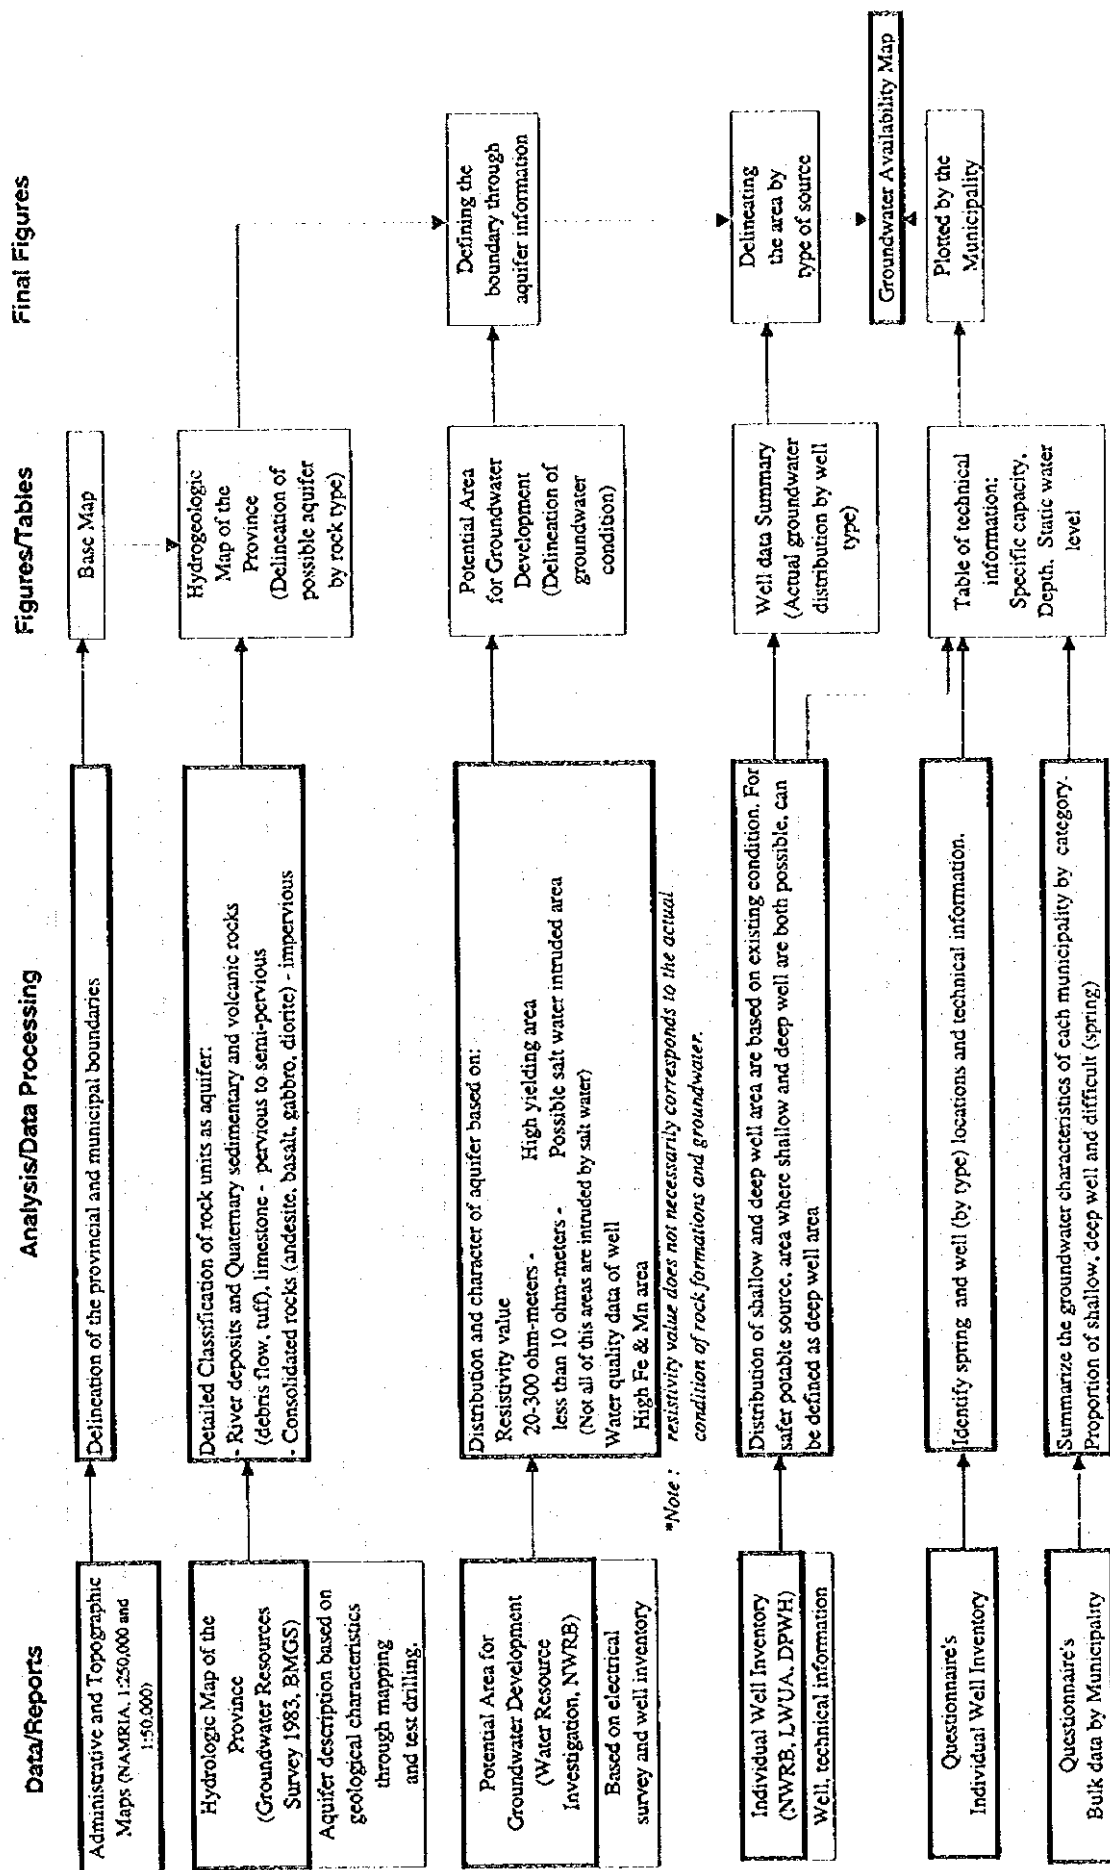 Data/Reports
Analysis/Data Processing
Figures/Tables
Final Figures
Administrative and Topographic
Maps (NAMRIA, 1:250,000 and
1:50,000)
Delineation of the provincial and municipal boundaries
Base Map
Hydrologic Map of the
Province
(Groundwater Resources
Survey 1983, BMGS)
Aquifer description based on
geological characteristics
through mapping
and test drilling.
Detailed Classification of rock units as aquifer:
- River deposits and Quaternary sedimentary and volcanic rocks
(debris flow, tuff), limestone - pervious to semi-pervious
- Consolidated rocks (andesite, basalt, gabbro, diorite) - impervious
Hydrogeologic
Map of the
Province
(Delineation of
possible aquifer
by rock type)
Potential Area for
Groundwater Development
(Water Resource
Investigation, NWRB)
Based on electrical
survey and well inventory
Distribution and character of aquifer based on:
Resistivity value
20-300 ohm-meters - High yielding area
less than 10 ohm-meters - Possible salt water intruded area
(Not all of this areas are intruded by salt water)
Water quality data of well
High Fe & Mn area
*Note : resistivity value does not necessarily corresponds to the actual
condition of rock formations and groundwater.
Potential Area
for Groundwater
Development
(Delineation of
groundwater
condition)
Defining the
boundary through
aquifer information
Individual Well Inventory
(NWRB, LWUA, DPWH)
Well, technical information
Distribution of shallow and deep well area are based on existing condition. For
safer potable source, area where shallow and deep well are both possible, can
be defined as deep well area
Well data Summary
(Actual groundwater
distribution by well
type)
Delineating
the area by
type of source
Groundwater Availability Map
Questionnaire's
Individual Well Inventory
Identify spring and well (by type) locations and technical information.
Table of technical
information:
Specific capacity,
Depth, Static water
level
Plotted by the
Municipality
Questionnaire's
Bulk data by Municipality
Summarize the groundwater characteristics of each municipality by category.
Proportion of shallow, deep well and difficult (spring)